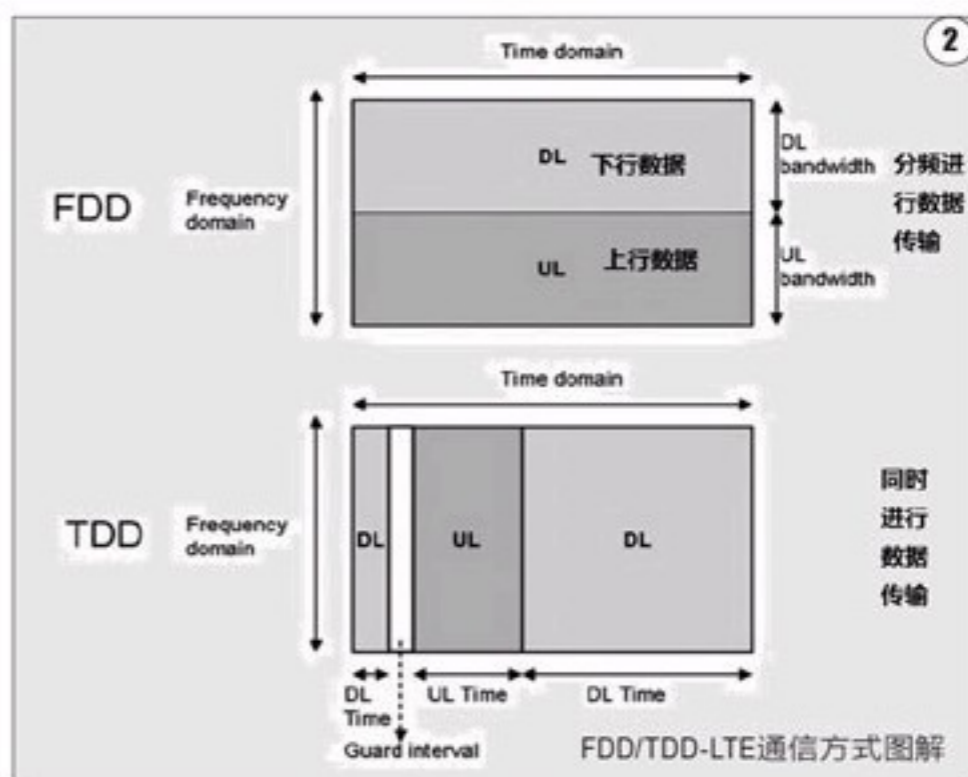 2
Time domain
FDD
Frequency
domain
DL 下行数据
UL 上行数据
DL
bandwidth
UL
bandwidth
分频进
行数据
传输
Time domain
TDD
Frequency
domain
DL
UL
DL
同时
进行
数据
传输
DL
Time
UL Time
DL Time
Guard interval
FDD/TDD-LTE通信方式图解